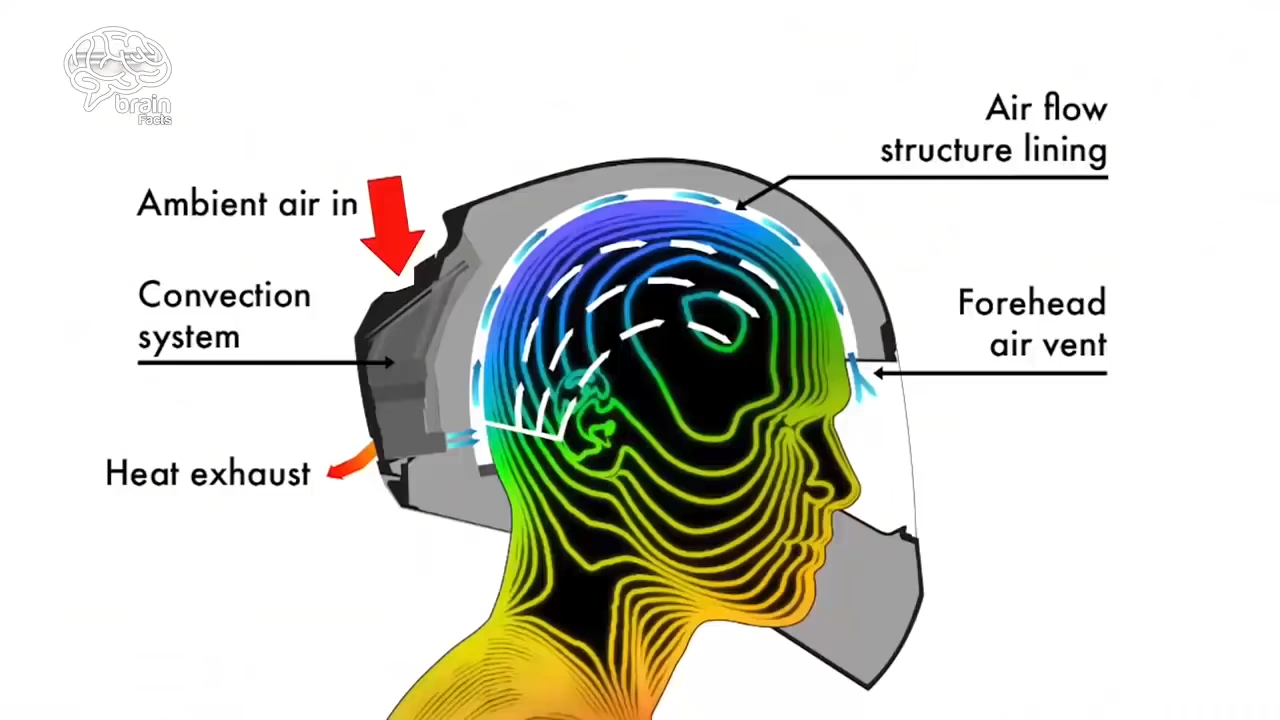 brain
Facts
Air flow
structure lining
Ambient air in
Convection
system
Forehead
air vent
Heat exhaust